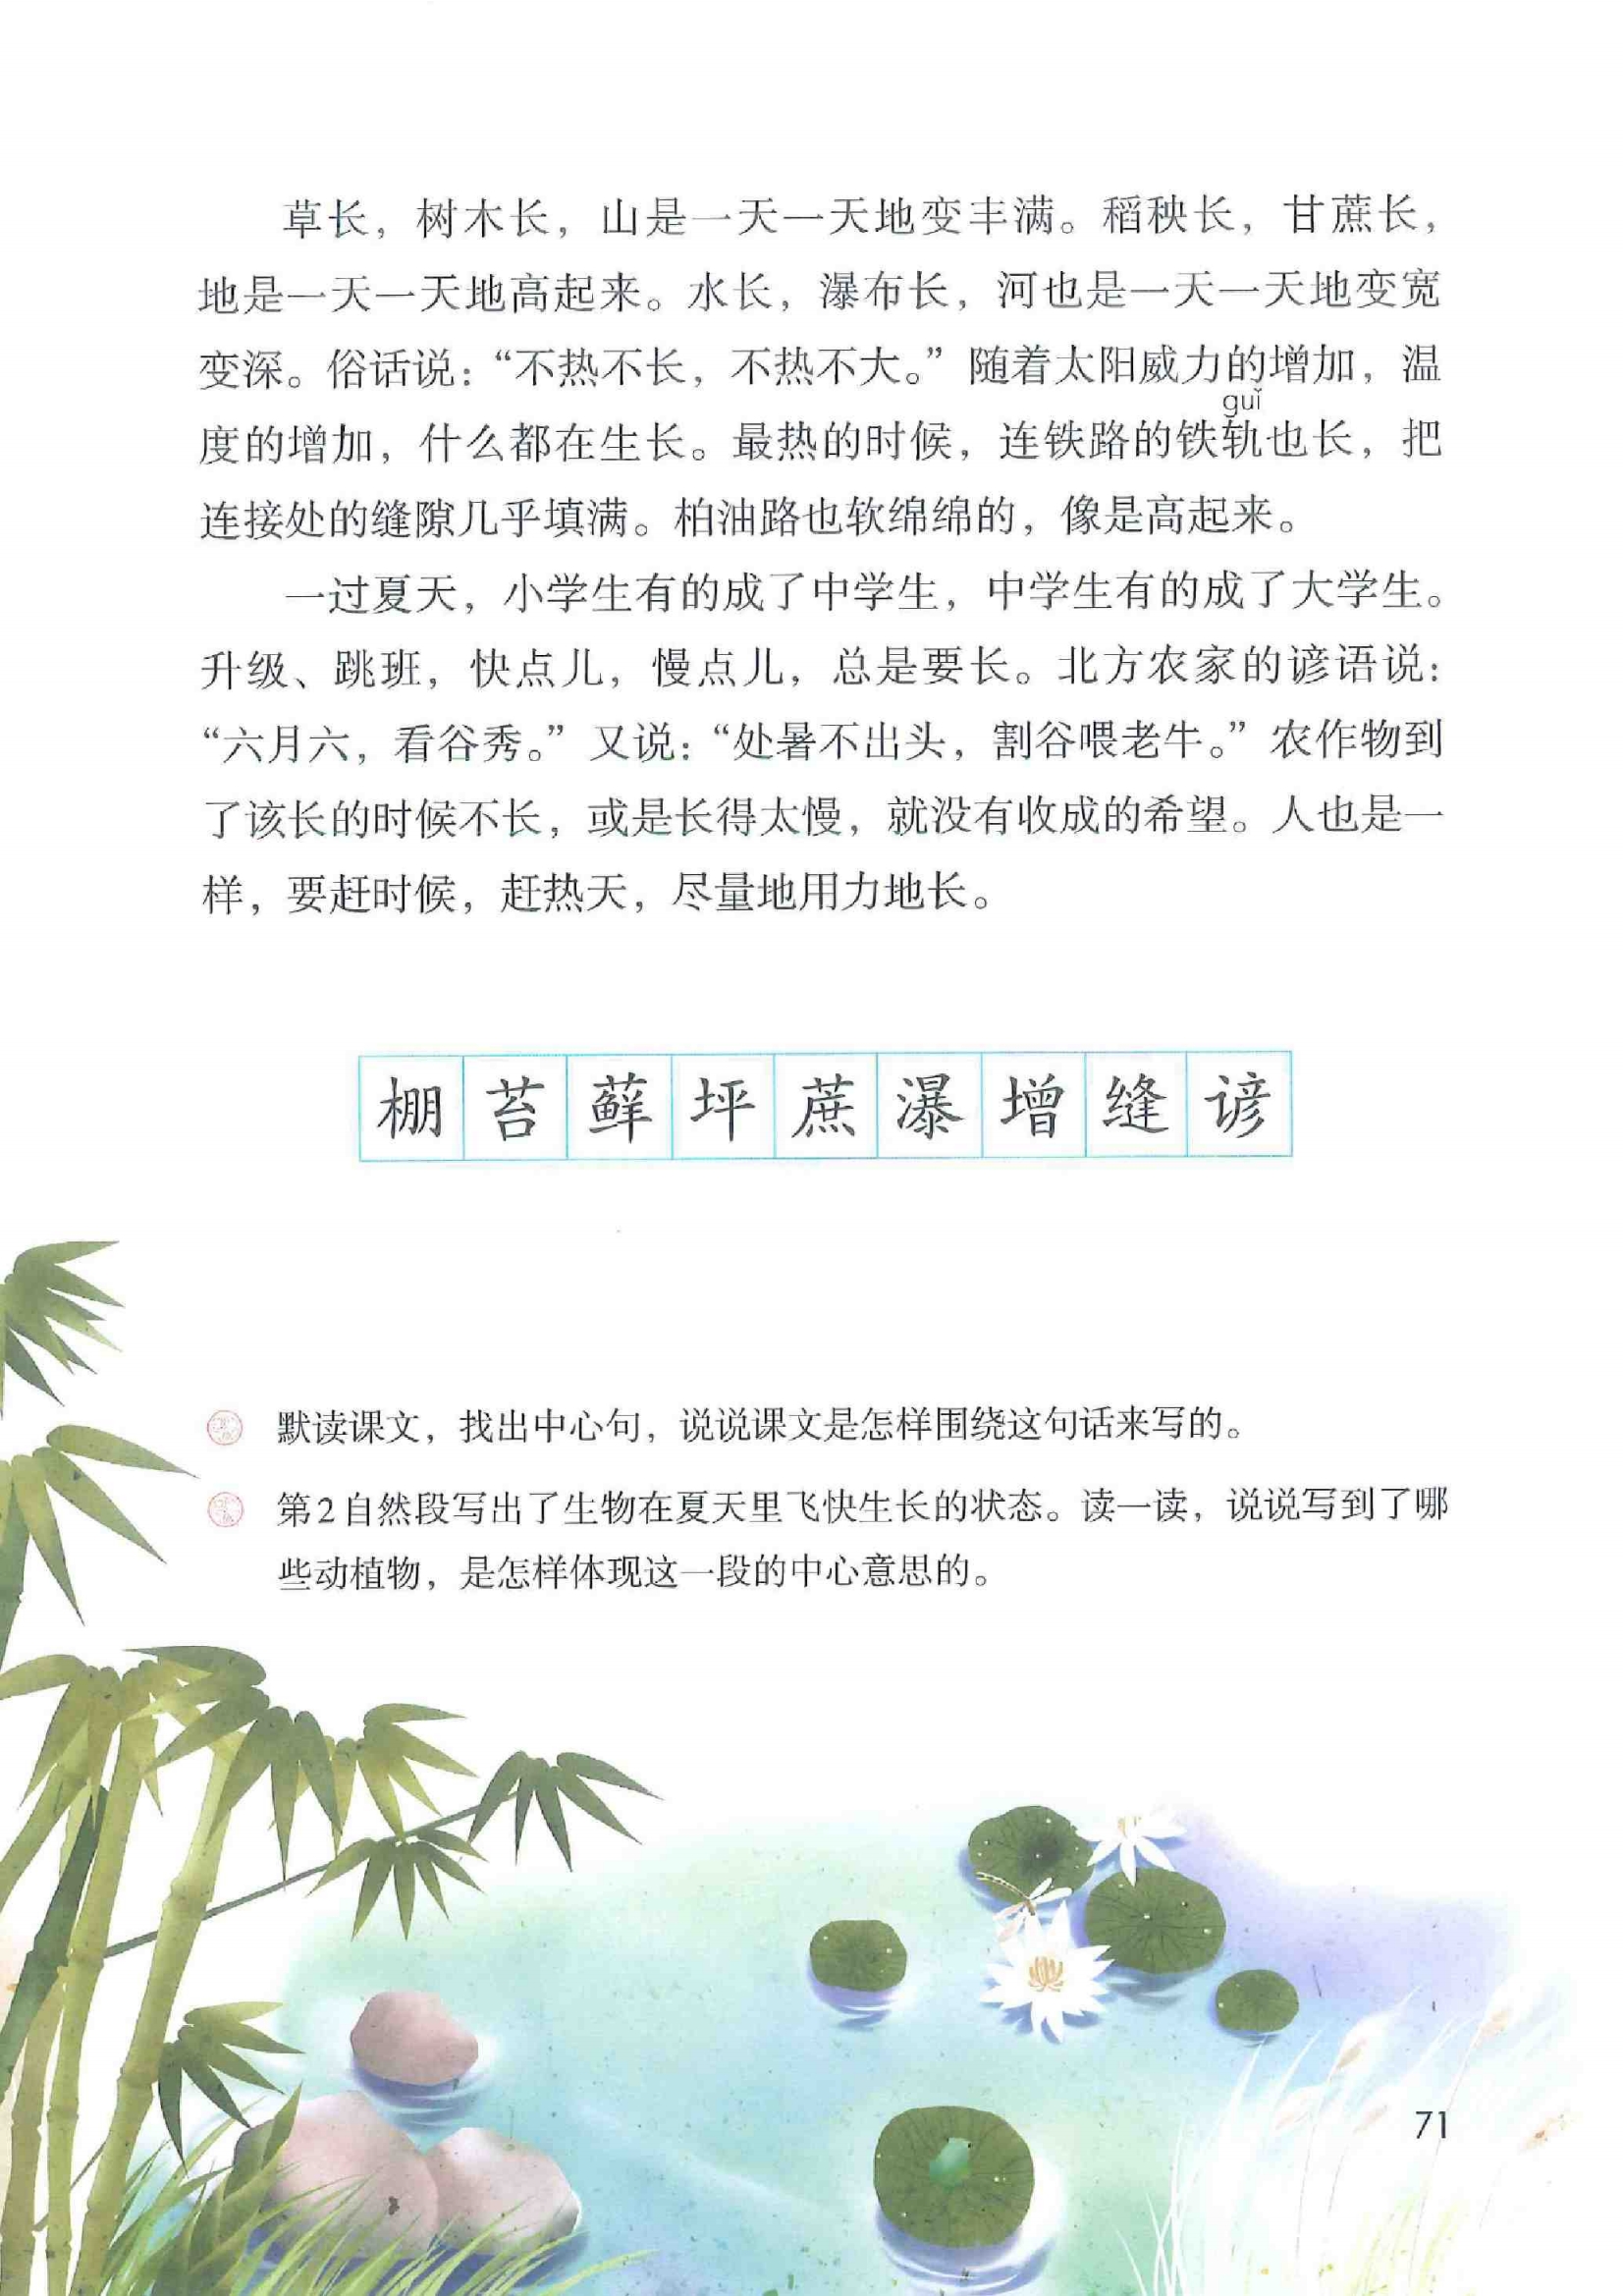 草长，树木长，山是一天一天地变丰满。稻秧长，甘蔗长，
地是一天一天地高起来。水长，瀑布长，河也是一天一天地变宽
变深。俗话说：“不热不长，不热不大。”随着太阳威力的增加，温
guǐ
度的增加，什么都在生长。最热的时候，连铁路的铁轨也长，把
连接处的缝隙几乎填满。柏油路也软绵绵的，像是高起来。
一过夏天，小学生有的成了中学生，中学生有的成了大学生。
升级、跳班，快点儿，慢点儿，总是要长。北方农家的谚语说：
“六月六，看谷秀。”又说：“处暑不出头，割谷喂老牛。”农作物到
了该长的时候不长，或是长得太慢，就没有收成的希望。人也是一
样，要赶时候，赶热天，尽量地用力地长。
棚苔藓坪蔗瀑增缝谚
默读课文，找出中心句，说说课文是怎样围绕这句话来写的。
第2自然段写出了生物在夏天里飞快生长的状态。读一读，说说写到了哪
些动植物，是怎样体现这一段的中心意思的。
71